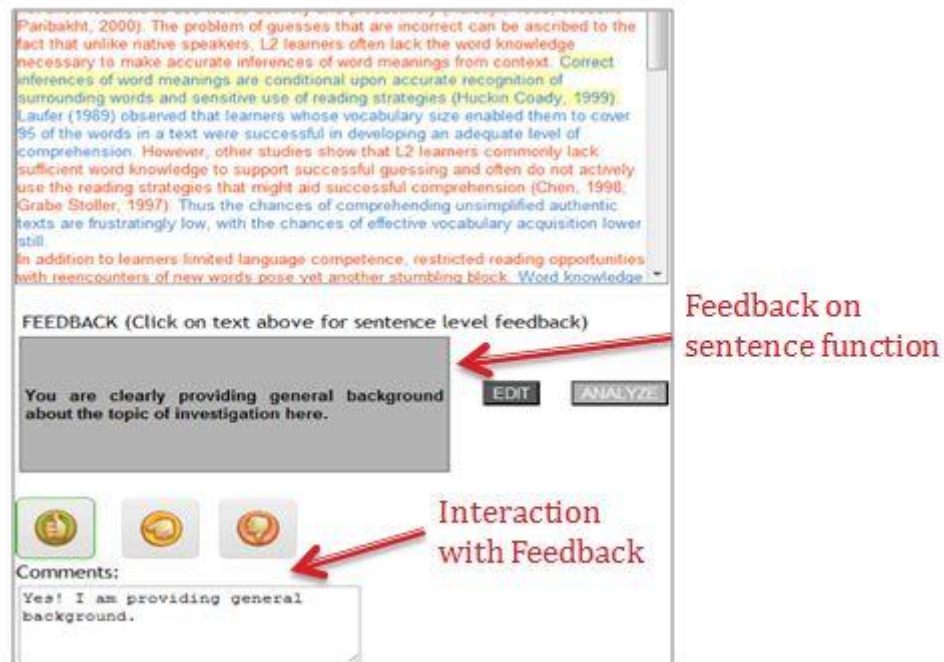 Paribakht, 2000). The problem of guesses that are incorrect can be ascribed to the
fact that unlike native speakers, L2 learners often lack the word knowledge
necessary to make accurate inferences of word meanings from context. Correct
inferences of word meanings are conditional upon accurate recognition of
surrounding words and sensitive use of reading strategies (Huckin Coady, 1999).
Laufer (1989) observed that learners whose vocabulary size enabled them to cover
95 of the words in a text were successful in developing an adequate level of
comprehension. However, other studies show that L2 learners commonly lack
sufficient word knowledge to support successful guessing and often do not actively
use the reading strategies that might aid successful comprehension (Chen, 1998;
Grabe Stoller, 1997). Thus the chances of comprehending unsimplified authentic
texts are frustratingly low, with the chances of effective vocabulary acquisition lower
still.
In addition to learners limited language competence, restricted reading opportunities
with reencounters of new words pose yet another stumbling block. Word knowledge
FEEDBACK (Click on text above for sentence level feedback)
Feedback on
sentence function
You are clearly providing general background
about the topic of investigation here.
EDIT
ANALYZE
Interaction
with Feedback
Comments:
Yes! I am providing general
background.